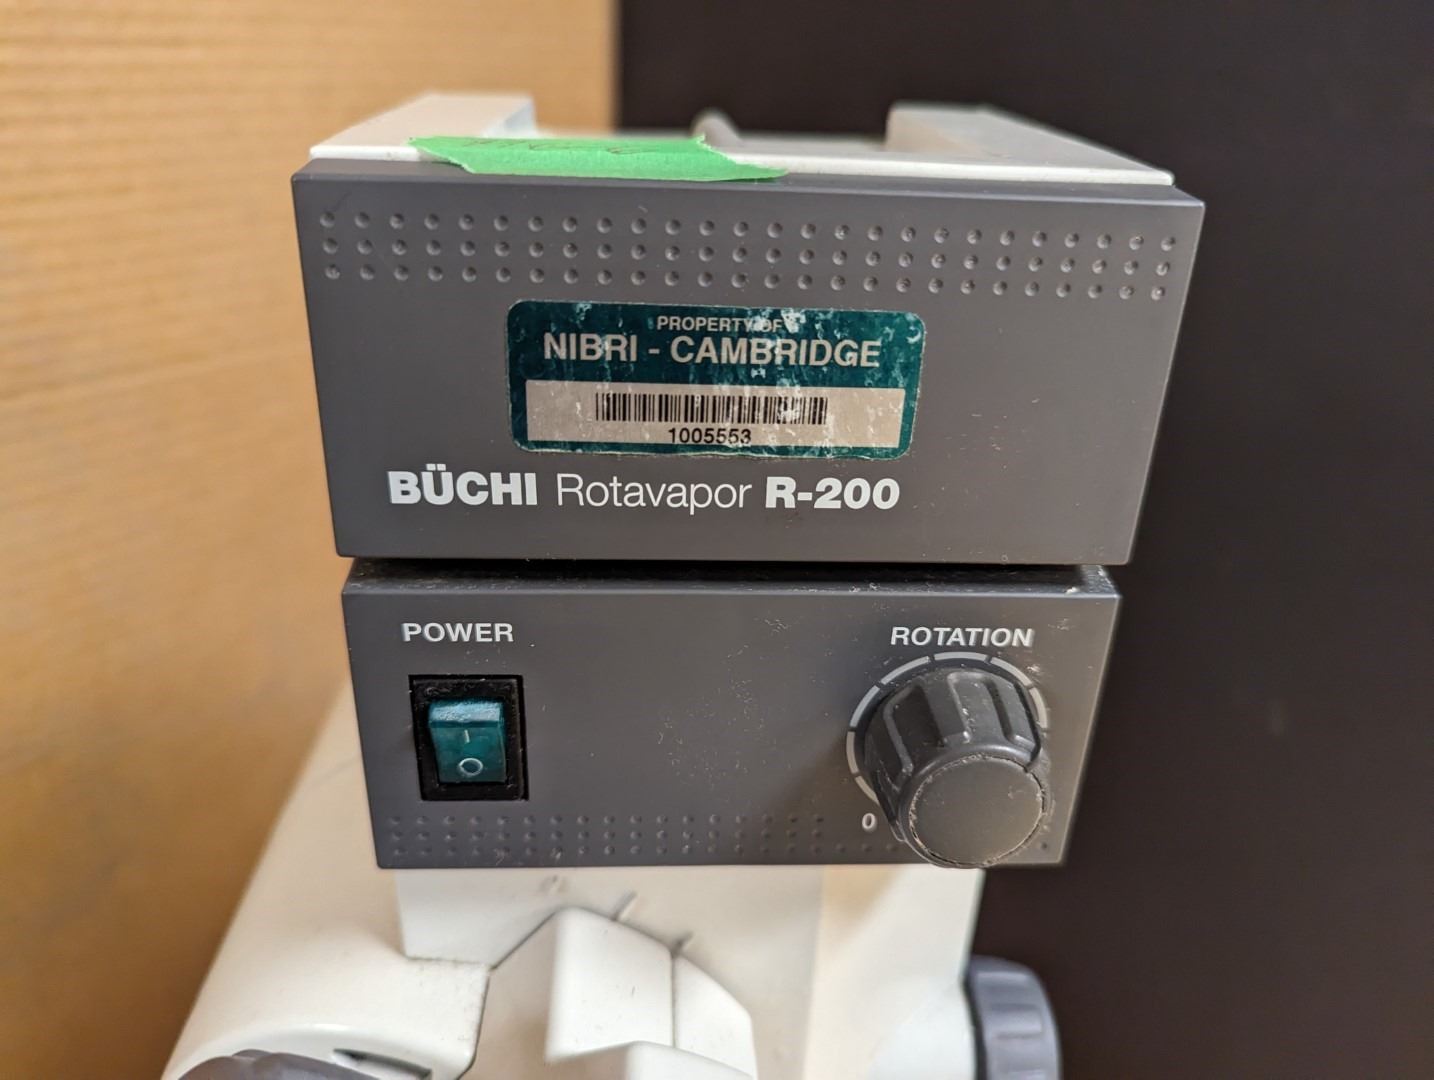 PROPERTY OF
NIBRI - CAMBRIDGE
1005553
BÜCHI Rotavapor R-200
POWER
ROTATION
I
O
0